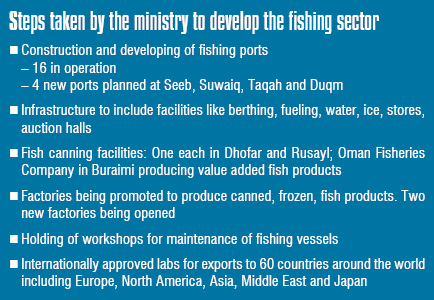 Steps taken by the ministry to develop the fishing sector
■ Construction and developing of fishing ports
– 16 in operation
– 4 new ports planned at Seeb, Suwaiq, Taqah and Duqm
■ Infrastructure to include facilities like berthing, fueling, water, ice, stores,
auction halls
■ Fish canning facilities: One each in Dhofar and Rusayl; Oman Fisheries
Company in Buraimi producing value added fish products
■ Factories being promoted to produce canned, frozen, fish products. Two
new factories being opened
■ Holding of workshops for maintenance of fishing vessels
■ Internationally approved labs for exports to 60 countries around the world
including Europe, North America, Asia, Middle East and Japan